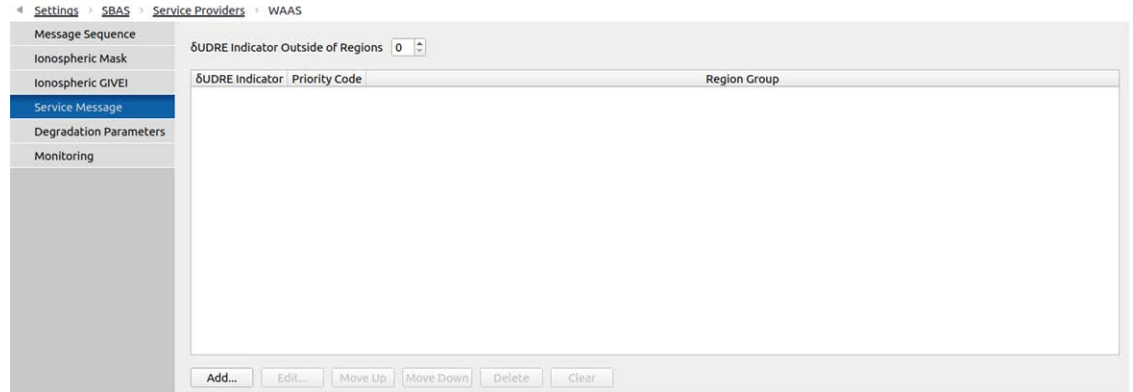 Settings › SBAS › Service Providers › WAAS
Message Sequence
Ionospheric Mask
Ionospheric GIVEI
Service Message
Degradation Parameters
Monitoring
δUDRE Indicator Outside of Regions 0
δUDRE Indicator Priority Code Region Group
Add... Edit... Move Up Move Down Delete Clear